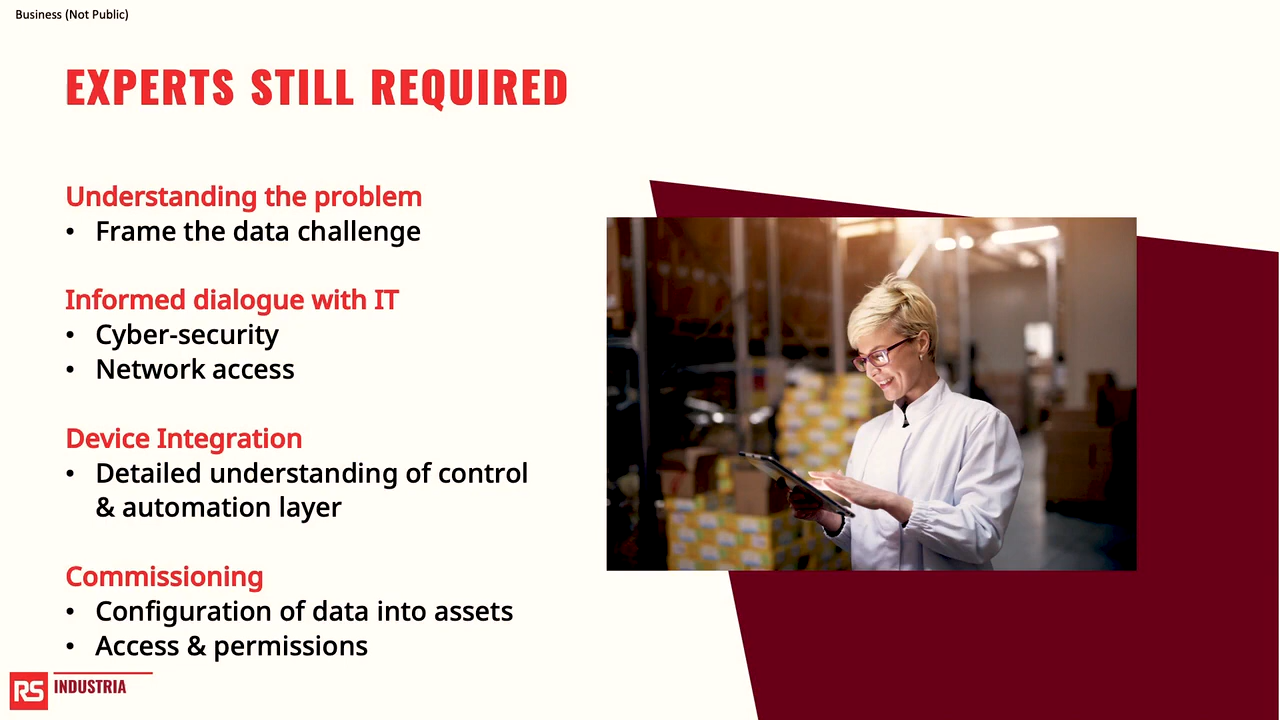 Business (Not Public)
EXPERTS STILL REQUIRED
Understanding the problem
• Frame the data challenge
Informed dialogue with IT
• Cyber-security
• Network access
Device Integration
• Detailed understanding of control
& automation layer
Commissioning
• Configuration of data into assets
• Access & permissions
RS INDUSTRIA